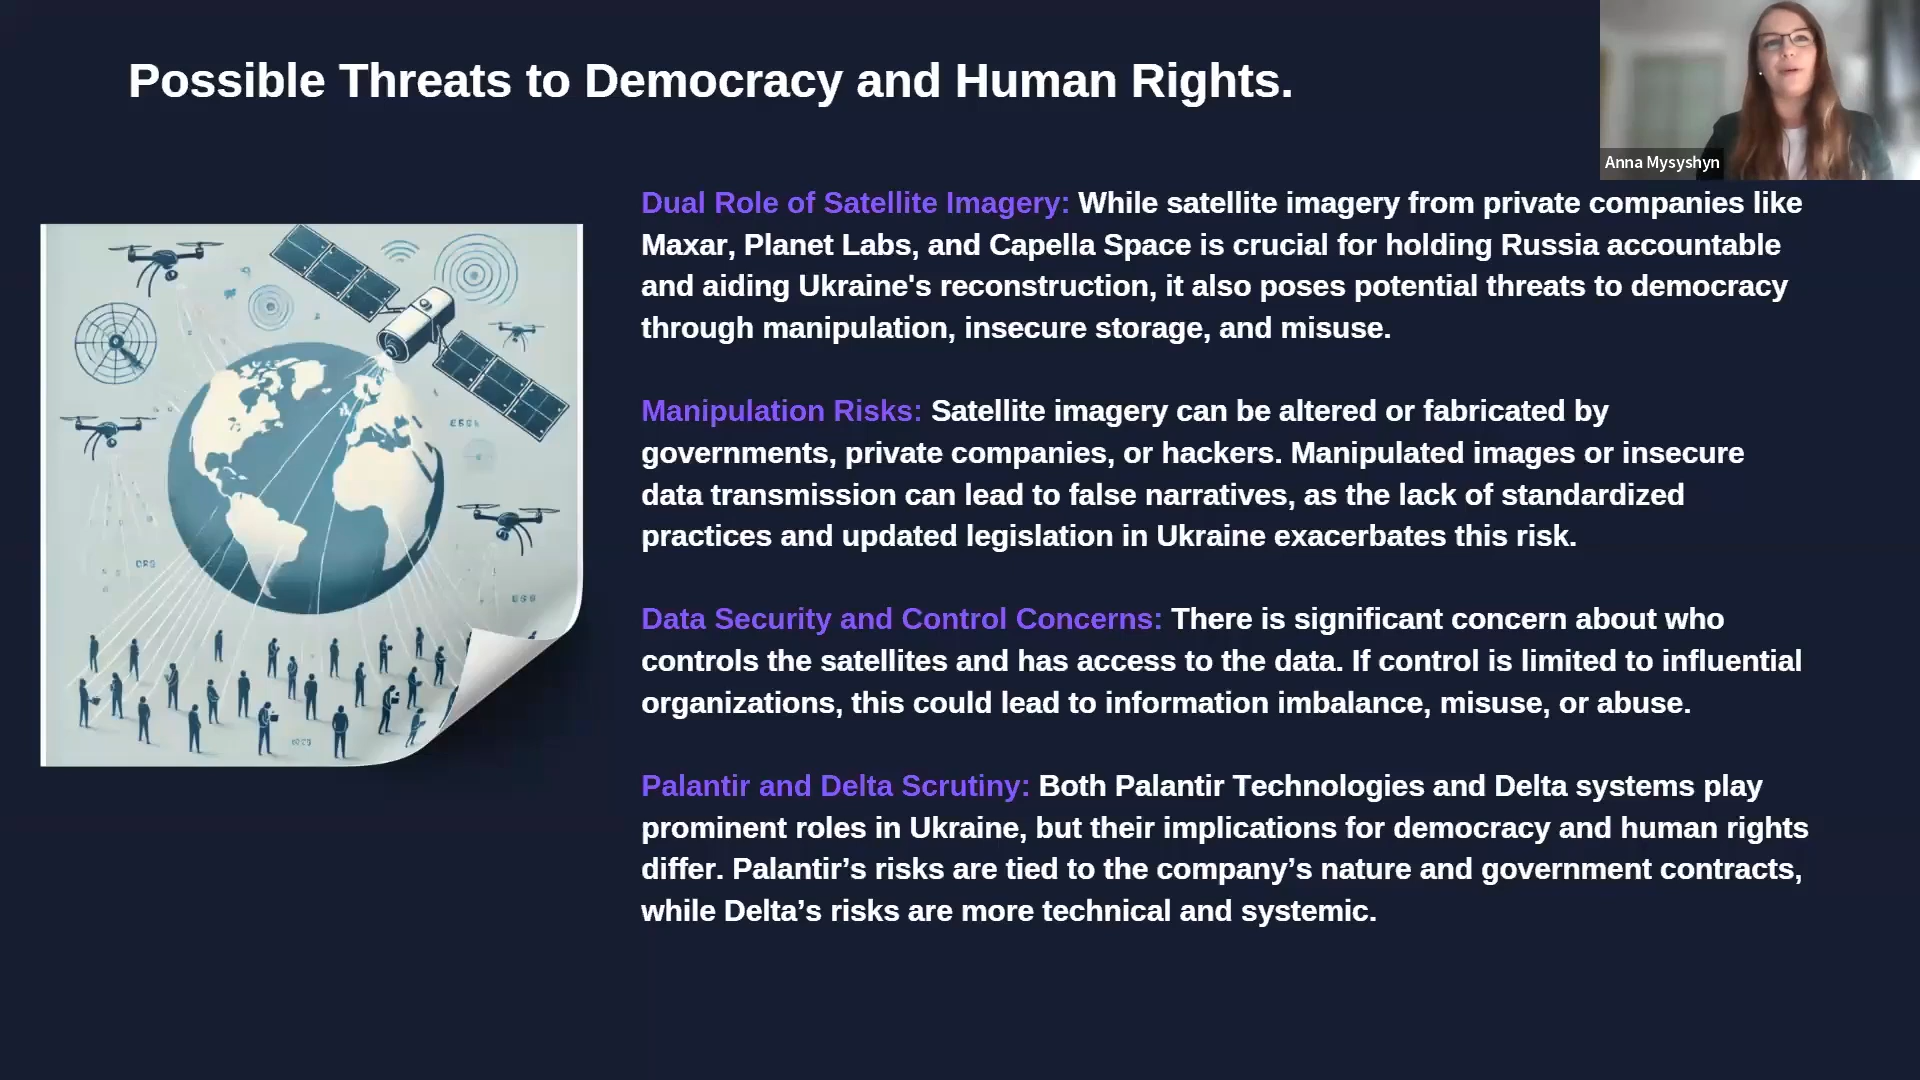 Possible Threats to Democracy and Human Rights.
Anna Mysyshyn
Dual Role of Satellite Imagery: While satellite imagery from private companies like
Maxar, Planet Labs, and Capella Space is crucial for holding Russia accountable
and aiding Ukraine's reconstruction, it also poses potential threats to democracy
through manipulation, insecure storage, and misuse.
Manipulation Risks: Satellite imagery can be altered or fabricated by
governments, private companies, or hackers. Manipulated images or insecure
data transmission can lead to false narratives, as the lack of standardized
practices and updated legislation in Ukraine exacerbates this risk.
Data Security and Control Concerns: There is significant concern about who
controls the satellites and has access to the data. If control is limited to influential
organizations, this could lead to information imbalance, misuse, or abuse.
Palantir and Delta Scrutiny: Both Palantir Technologies and Delta systems play
prominent roles in Ukraine, but their implications for democracy and human rights
differ. Palantir’s risks are tied to the company’s nature and government contracts,
while Delta’s risks are more technical and systemic.